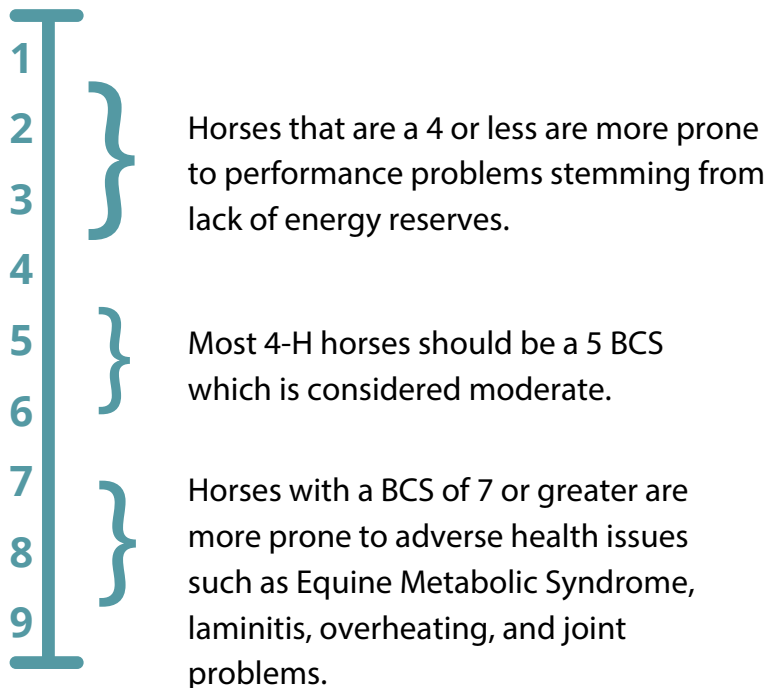 1
2
Horses that are a 4 or less are more prone
to performance problems stemming from
3
lack of energy reserves.
4
5
Most 4-H horses should be a 5 BCS
which is considered moderate.
6
7
Horses with a BCS of 7 or greater are
more prone to adverse health issues
8
such as Equine Metabolic Syndrome,
9
laminitis, overheating, and joint
problems.